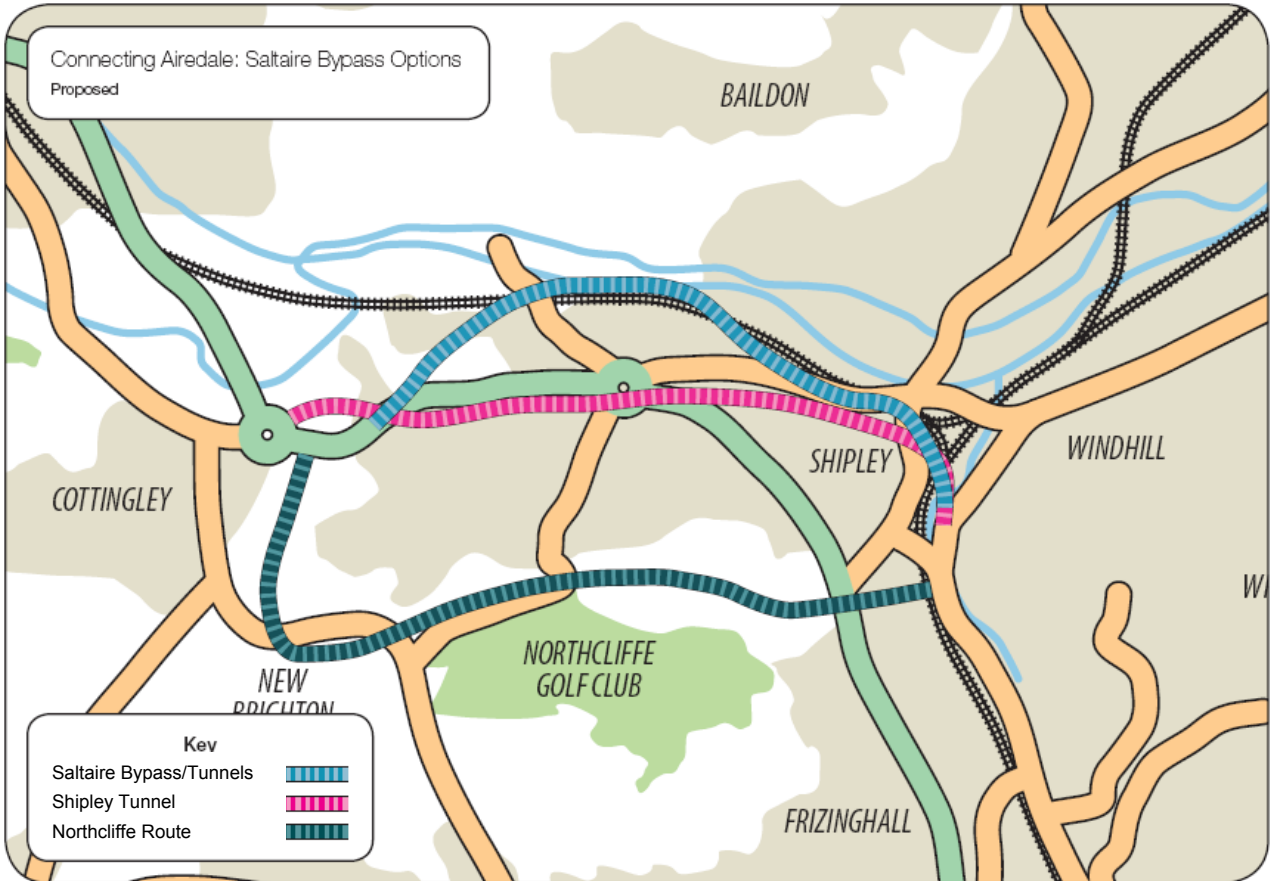 Connecting Airedale: Saltaire Bypass Options
Proposed
BAILDON
SHIPLEY
WINDHILL
COTTINGLEY
NORTHCLIFFE
GOLF CLUB
NEW
BRIGHTON
FRIZINGHALL
Key
Saltaire Bypass/Tunnels
Shipley Tunnel
Northcliffe Route